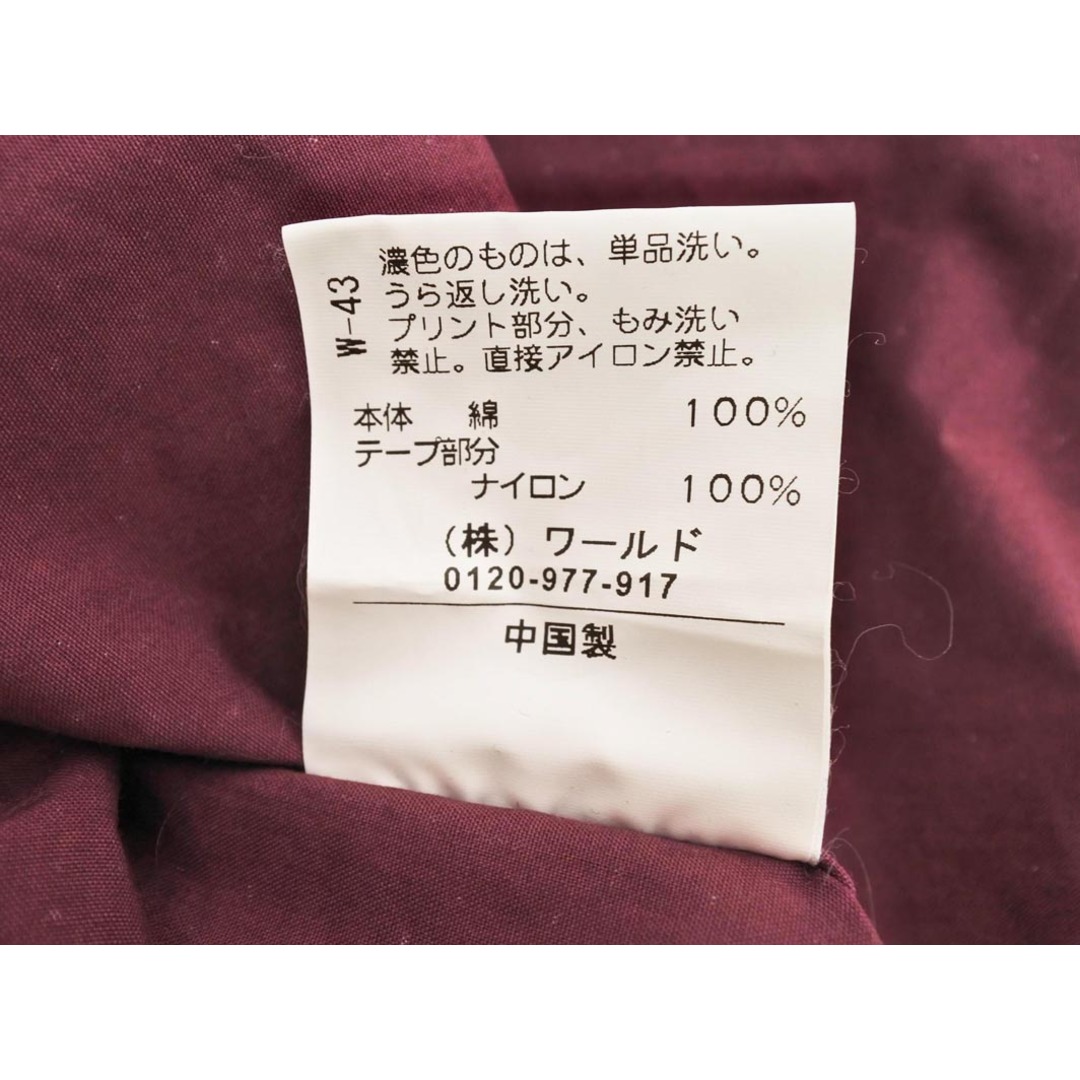 W-43
濃色のものは、単品洗い。
うら返し洗い。
プリント部分、もみ洗い
禁止。直接アイロン禁止。
本体 綿 100%
テープ部分
ナイロン 100%
(株) ワールド
0120-977-917
中国製